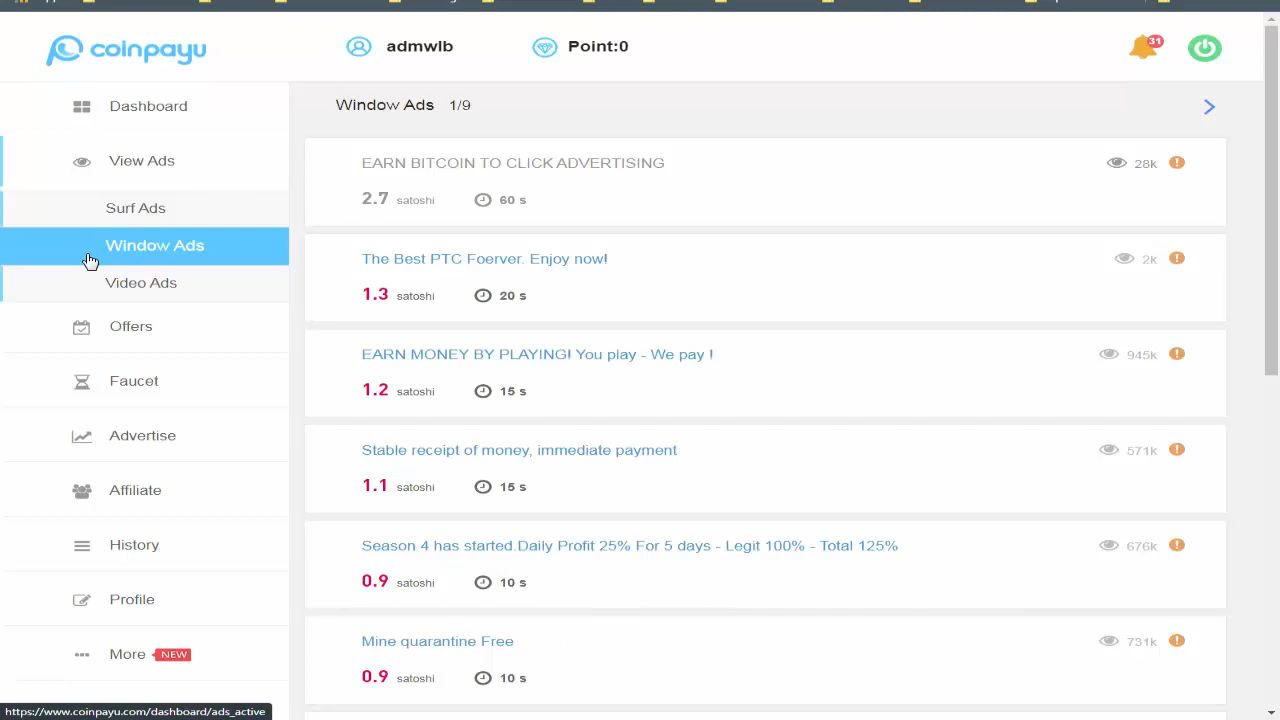 coinpayu
admwlb
Point:0
31
Dashboard
View Ads
Surf Ads
Window Ads
Video Ads
Offers
Faucet
Advertise
Affiliate
History
Profile
More NEW
https://www.coinpayu.com/dashboard/ads_active
Window Ads 1/9
EARN BITCOIN TO CLICK ADVERTISING
28k
2.7 satoshi 60 s
The Best PTC Foerver. Enjoy now!
2k
1.3 satoshi 20 s
EARN MONEY BY PLAYING! You play - We pay !
945k
1.2 satoshi 15 s
Stable receipt of money, immediate payment
571k
1.1 satoshi 15 s
Season 4 has started.Daily Profit 25% For 5 days - Legit 100% - Total 125%
676k
0.9 satoshi 10 s
Mine quarantine Free
731k
0.9 satoshi 10 s